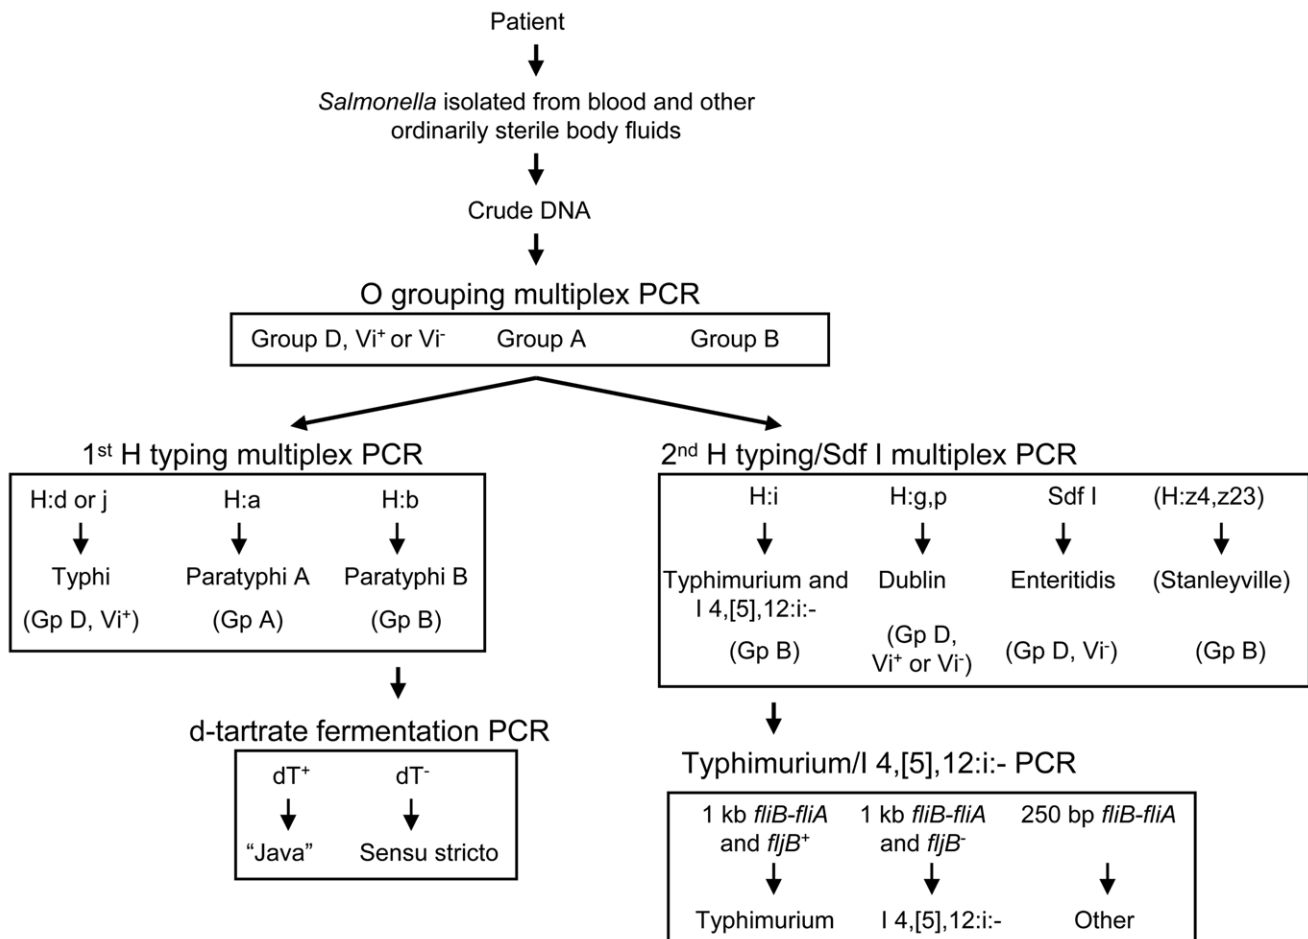 Patient
Salmonella isolated from blood and other
ordinarily sterile body fluids
Crude DNA
O grouping multiplex PCR
Group D, Vi⁺ or Vi⁻ Group A Group B
1ˢᵗ H typing multiplex PCR
H:d or j H:a H:b
Typhi Paratyphi A Paratyphi B
(Gp D, Vi⁺) (Gp A) (Gp B)
d-tartrate fermentation PCR
dT⁺ dT⁻
“Java” Sensu stricto
2ⁿᵈ H typing/Sdf I multiplex PCR
H:i H:g,p Sdf I (H:z4,z23)
Typhimurium and Dublin Enteritidis (Stanleyville)
I 4,[5],12:i:-
(Gp B) (Gp D, (Gp D, Vi⁻) (Gp B)
Vi⁺ or Vi⁻)
Typhimurium/I 4,[5],12:i:- PCR
1 kb fliB-fliA 1 kb fliB-fliA 250 bp fliB-fliA
and fljB⁺ and fljB⁻
Typhimurium I 4,[5],12:i:- Other